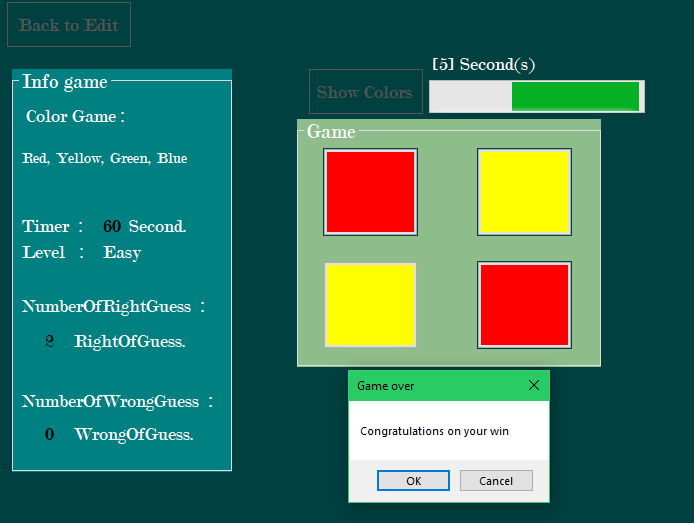 Back to Edit
Info game
Color Game :
Red, Yellow, Green, Blue
Timer : 60 Second.
Level : Easy
NumberOfRightGuess :
2 RightOfGuess.
NumberOfWrongGuess :
0 WrongOfGuess.
[5] Second(s)
Show Colors
Game
Game over
Congratulations on your win
OK Cancel